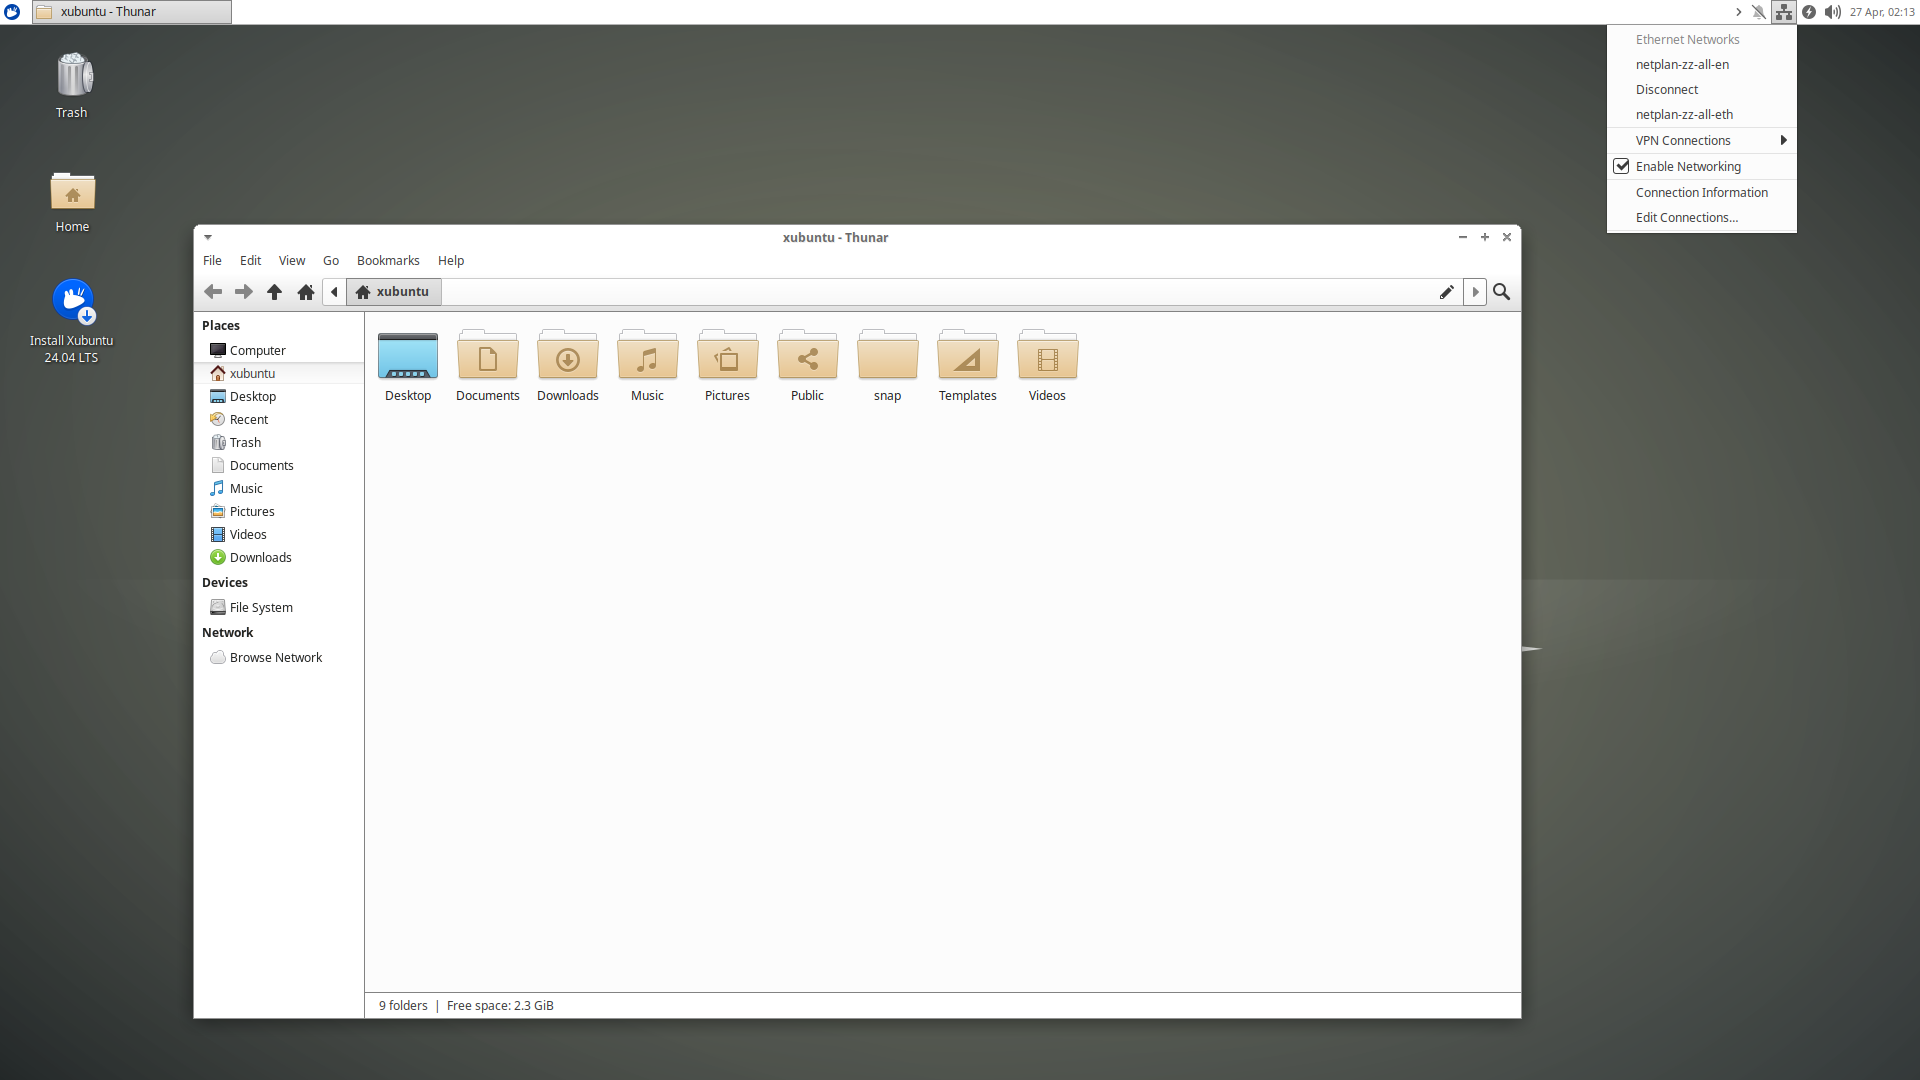 xubuntu - Thunar
27 Apr, 02:13
Ethernet Networks
netplan-zz-all-en
Disconnect
netplan-zz-all-eth
VPN Connections
Enable Networking
Connection Information
Edit Connections...
Trash
Home
Install Xubuntu
24.04 LTS
xubuntu - Thunar
File Edit View Go Bookmarks Help
xubuntu
Places
Computer
xubuntu
Desktop
Recent
Trash
Documents
Music
Pictures
Videos
Downloads
Devices
File System
Network
Browse Network
Desktop Documents Downloads Music Pictures Public snap Templates Videos
9 folders | Free space: 2.3 GiB